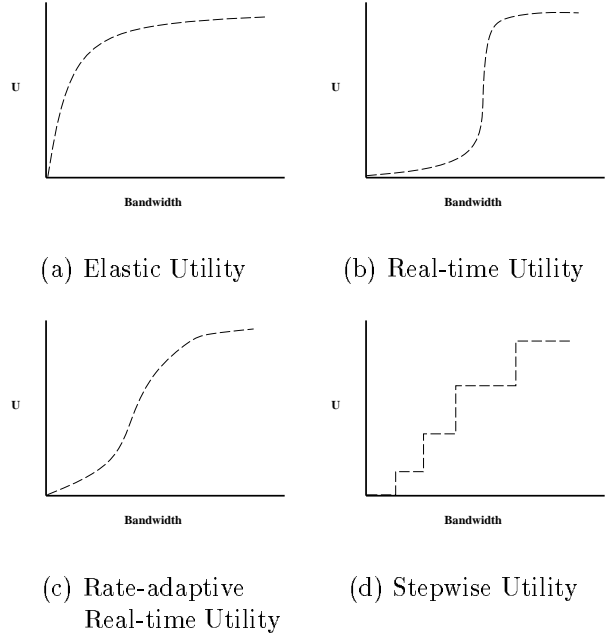 U
U
Bandwidth
Bandwidth
(a) Elastic Utility
(b) Real-time Utility
U
U
Bandwidth
Bandwidth
(c) Rate-adaptive
Real-time Utility
(d) Stepwise Utility